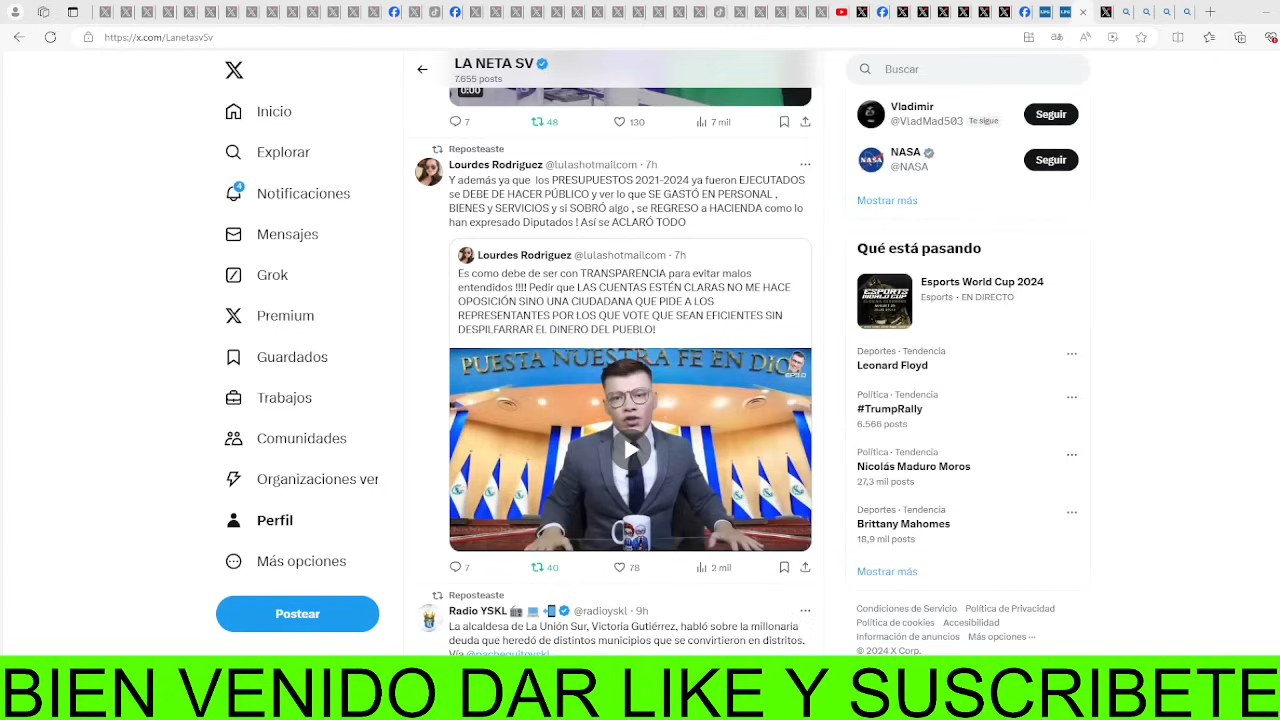 https://x.com/LanetasvSv
Inicio
Explorar
4
Notificaciones
Mensajes
Grok
Premium
Guardados
Trabajos
Comunidades
Organizaciones ver
Perfil
Más opciones
Postear
LA NETA SV
7.655 posts
0:00
7
48
130
7 mil
Reposteaste
Lourdes Rodriguez @lulashotmailcom · 7h
Y además ya que los PRESUPUESTOS 2021-2024 ya fueron EJECUTADOS
se DEBE DE HACER PÚBLICO y ver lo que SE GASTÓ EN PERSONAL ,
BIENES y SERVICIOS y si SOBRÓ algo , se REGRESO a HACIENDA como lo
han expresado Diputados ! Así se ACLARÓ TODO
Lourdes Rodriguez @lulashotmailcom · 7h
Es como debe de ser con TRANSPARENCIA para evitar malos
entendidos !!!! Pedir que LAS CUENTAS ESTÉN CLARAS NO ME HACE
OPOSICIÓN SINO UNA CIUDADANA QUE PIDE A LOS
REPRESENTANTES POR LOS QUE VOTE QUE SEAN EFICIENTES SIN
DESPILFARRAR EL DINERO DEL PUEBLO!
PUESTA NUESTRA FE EN DIO
7
40
78
2 mil
Reposteaste
Radio YSKL @radioyskl · 9h
La alcaldesa de La Unión Sur, Victoria Gutiérrez, habló sobre la millonaria
deuda que heredó de distintos municipios que se convirtieron en distritos.
Vía @pachequitoyskl
Buscar
Vladimir
@VladMad503 Te sigue
Seguir
NASA
@NASA
Seguir
Mostrar más
Qué está pasando
ESPORTS
WORLD CUP
Esports World Cup 2024
Esports · EN DIRECTO
Deportes · Tendencia
Leonard Floyd
Política · Tendencia
#TrumpRally
6.566 posts
Política · Tendencia
Nicolás Maduro Moros
27,3 mil posts
Deportes · Tendencia
Brittany Mahomes
18,9 mil posts
Mostrar más
Condiciones de Servicio Política de Privacidad
Política de cookies Accesibilidad
Información de anuncios Más opciones ···
© 2024 X Corp.
BIEN VENIDO DAR LIKE Y SUSCRIBETE